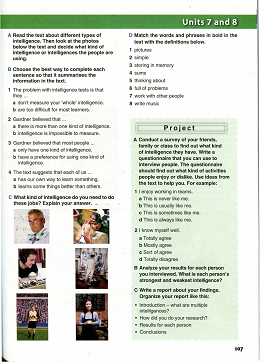 Units 7 and 8
A Read the text about different types of
intelligence. Then look at the photos
below the text and decide what kind of
intelligence or intelligences the people are
using.
B Choose the best way to complete each
sentence so that it summarises the
information in the text.
1 The problem with intelligence tests is that
they ...
a don't measure your 'whole' intelligence.
b are too difficult for most learners.
2 Gardner believed that ...
a there is more than one kind of intelligence.
b intelligence is impossible to measure.
3 Gardner believed that most people ...
a only have one kind of intelligence.
b have a preference for using one kind of
intelligence.
4 The text suggests that each of us ...
a has our own way to learn something.
b learns some things better than others.
C What kind of intelligence do you need to do
these jobs? Explain your answer.
D Match the words and phrases in bold in the
text with the definitions below.
1 pictures
2 simple
3 storing in memory
4 sums
5 thinking about
6 full of problems
7 work with other people
8 write music
Project
A Conduct a survey of your friends,
family or class to find out what kind
of intelligence they have. Write a
questionnaire that you can use to
interview people. The questionnaire
should find out what kind of activities
people enjoy or dislike. Use ideas from
the text to help you. For example:
1 I enjoy working in teams.
a This is never like me.
b This is usually like me.
c This is sometimes like me.
d This is always like me.
2 I know myself well.
a Totally agree
b Mostly agree
c Sort of agree
d Totally disagree
B Analyze your results for each person
you interviewed. What is each person's
strongest and weakest intelligence?
C Write a report about your findings.
Organize your report like this:
• Introduction – what are multiple
intelligences?
• How did you do your research?
• Results for each person
• Conclusions
107